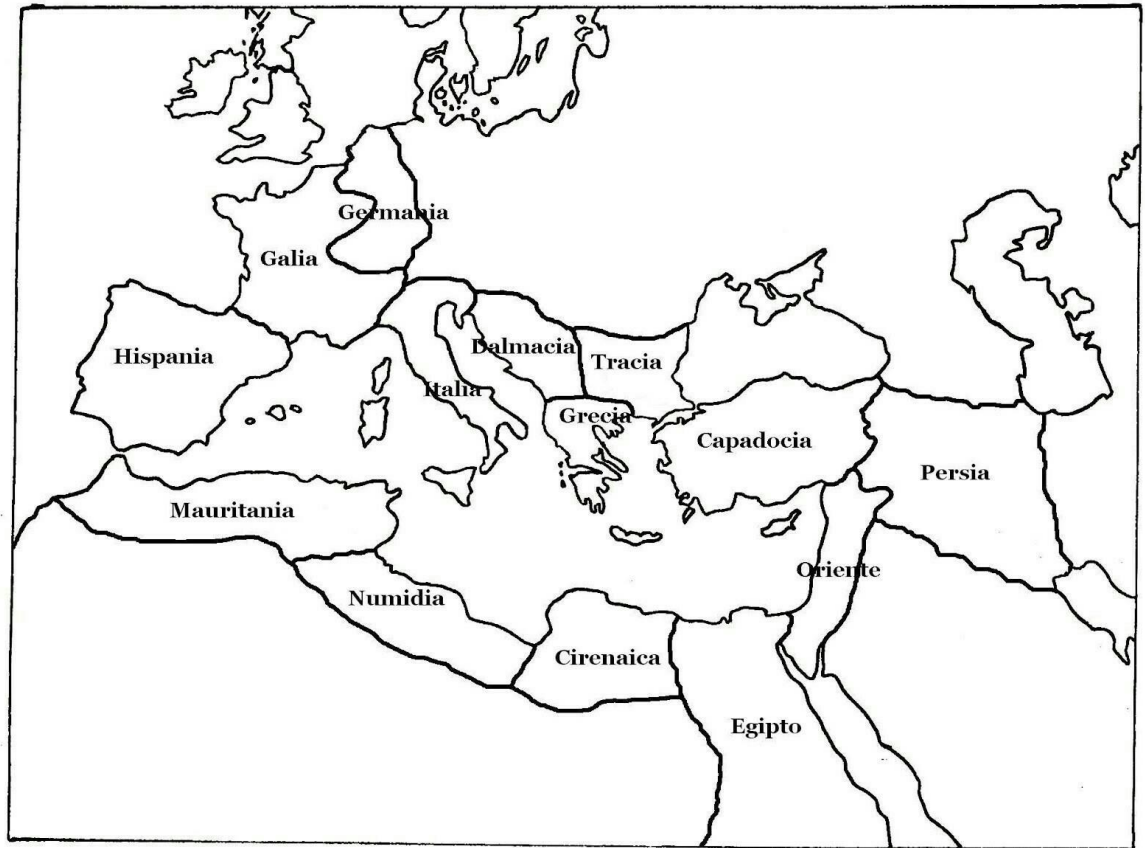 Germania
Galia
Hispania
Dalmacia
Tracia
Italia
Grecia
Capadocia
Persia
Mauritania
Oriente
Numidia
Cirenaica
Egipto